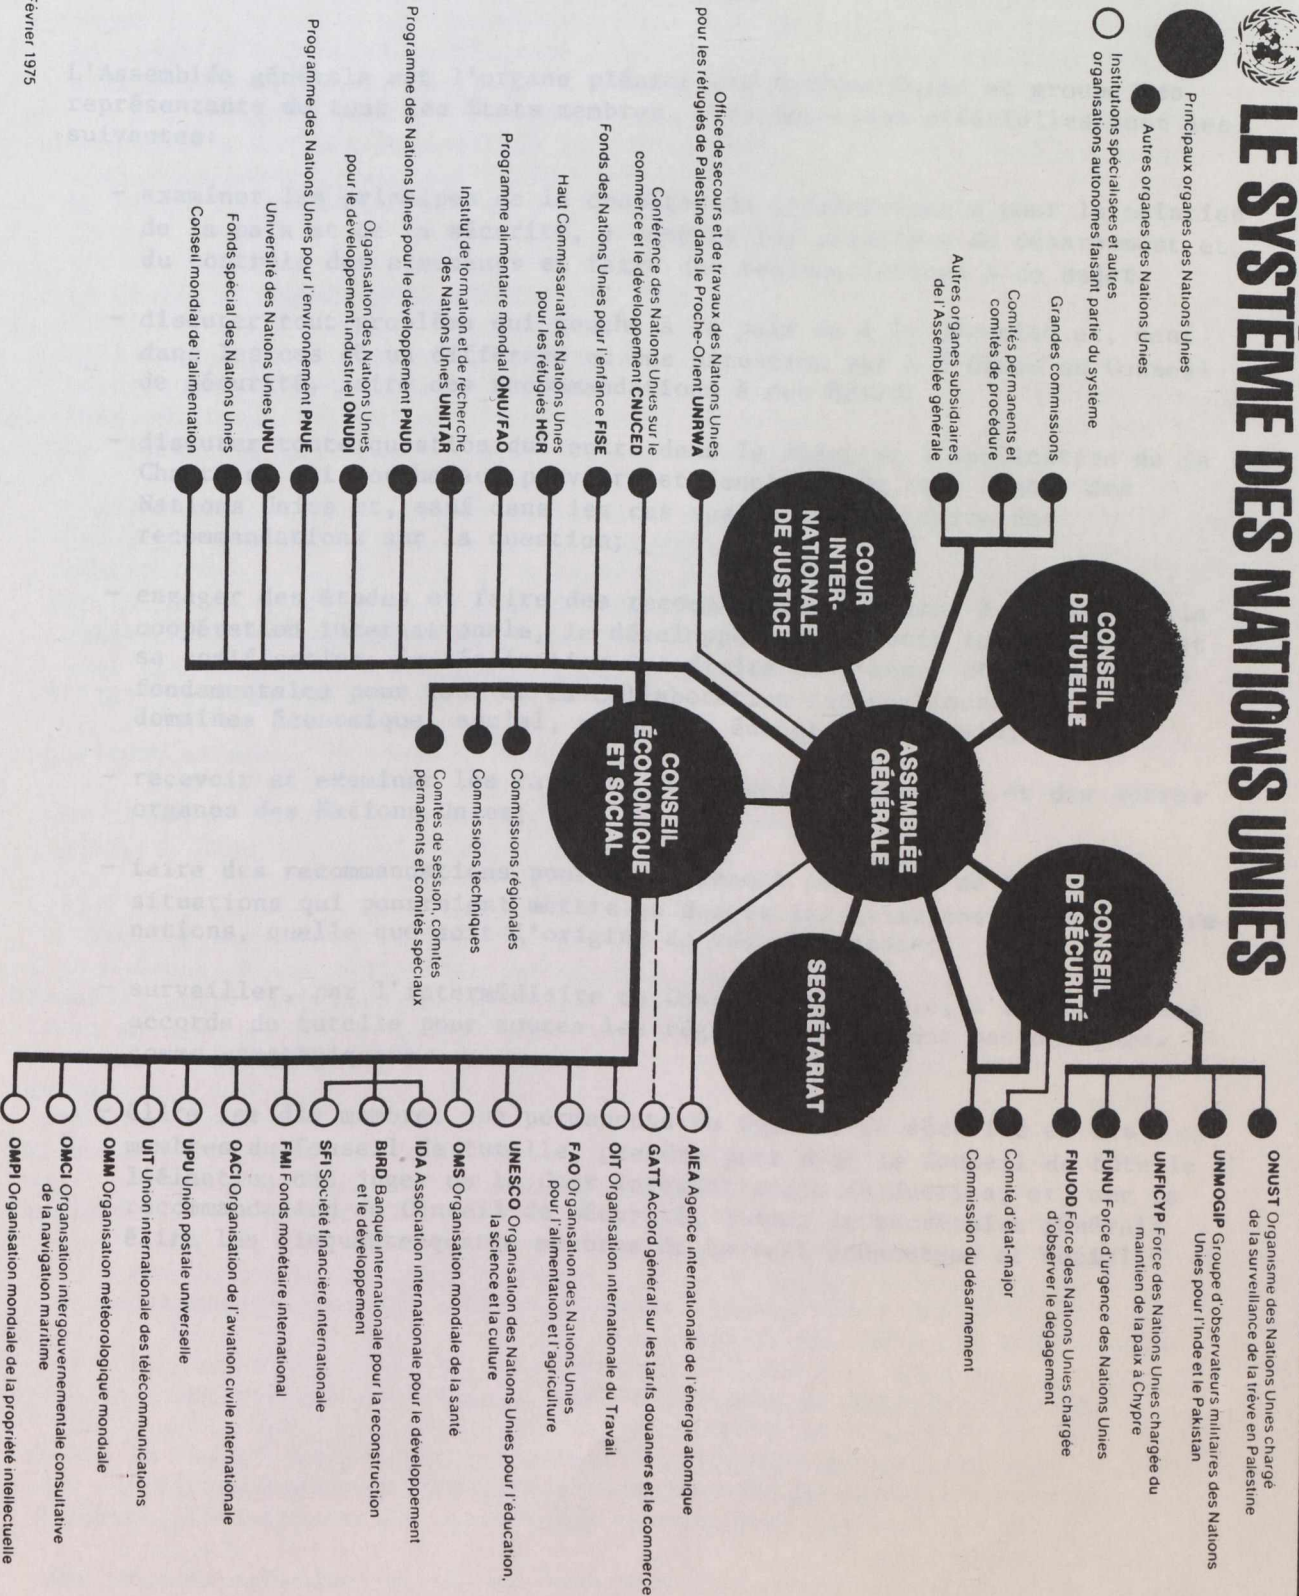 LE SYSTEME DES NATIONS UNIES
Principaux organes des Nations Unies
Autres organes des Nations Unies
Institutions spécialisées et autres
organisations autonomes faisant partie du système
Grandes commissions
Comités permanents et
comités de procédure
Autres organes subsidiaires
de l'Assemblée générale
CONSEIL
DE TUTELLE
CONSEIL
DE SÉCURITÉ
COUR
INTER-
NATIONALE
DE JUSTICE
ASSEMBLÉE
GÉNÉRALE
SECRÉTARIAT
CONSEIL
ÉCONOMIQUE
ET SOCIAL
ONUST Organisme des Nations Unies chargé
de la surveillance de la trêve en Palestine
UNMOGIP Groupe d'observateurs militaires des Nations
Unies pour l'Inde et le Pakistan
UNFICYP Force des Nations Unies chargée du
maintien de la paix à Chypre
FUNU Foce d'urgence des Nations Unies
FNUOD Force des Nations Unies chargée
d'observer le dégagement
Comité d'état-major
Commission du désarmement
Office de secours et de travaux des Nations Unies
pour les réfugiés de Palestine dans le Proche-Orient UNRWA
Conférence des Nations Unies sur le
commerce et le développement CNUCED
Fonds des Nations Unies pour l'enfance FISE
Haut Commissariat des Nations Unies
pour les réfugiés HCR
Programme alimentaire mondial ONU/FAO
Institut de formation et de recherche
des Nations Unies UNITAR
Programme des Nations Unies pour le développement PNUD
Organisation des Nations Unies
pour le développement industriel ONUDI
Programme des Nations Unies pour l'environnement PNUE
Université des Nations Unies UNU
Fonds spécial des Nations Unies
Conseil mondial de l'alimentation
Commissions régionales
Commissions techniques
Comités de session, comités
permanents et comités spéciaux
AIEA Agence internationale de l'énergie atomique
GATT Accord général sur les tarifs douaniers et le commerce
OIT Organisation internationale du Travail
FAO Organisation des Nations Unies
pour l'alimentation et l'agriculture
UNESCO Organisation des Nations Unies pour l'éducation,
la science et la culture
OMS Organisation mondiale de la santé
IDA Association internationale pour le développement
BIRD Banque internationale pour la reconstruction
et le développement
SFI Société financière internationale
FMI Fonds monétaire international
OACI Organisation de l'aviation civile internationale
UPU Union postale universelle
UIT Union internationale des télécommunications
OMM Organisation météorologique mondiale
OMCI Organisation intergouvernementale consultative
de la navigation maritime
OMPI Organisation mondiale de la propriété intellectuelle
Février 1975